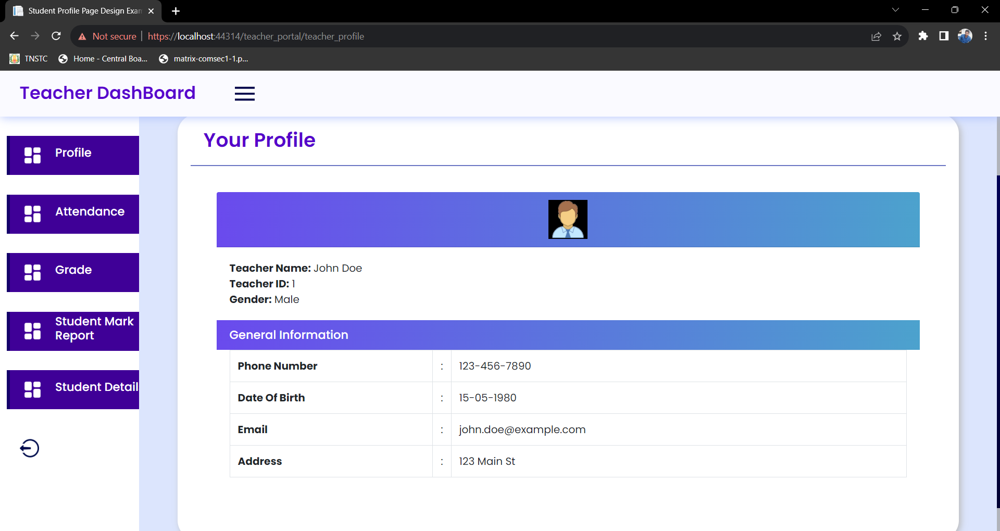 Student Profile Page Design Exam
Not secure
https://localhost:44314/teacher_portal/teacher_profile
TNSTC
Home - Central Boa...
matrix-comsec1-1.p...
Teacher DashBoard
Profile
Attendance
Grade
Student Mark
Report
Student Detail
Your Profile
Teacher Name: John Doe
Teacher ID: 1
Gender: Male
General Information
Phone Number : 123-456-7890
Date Of Birth : 15-05-1980
Email : john.doe@example.com
Address : 123 Main St